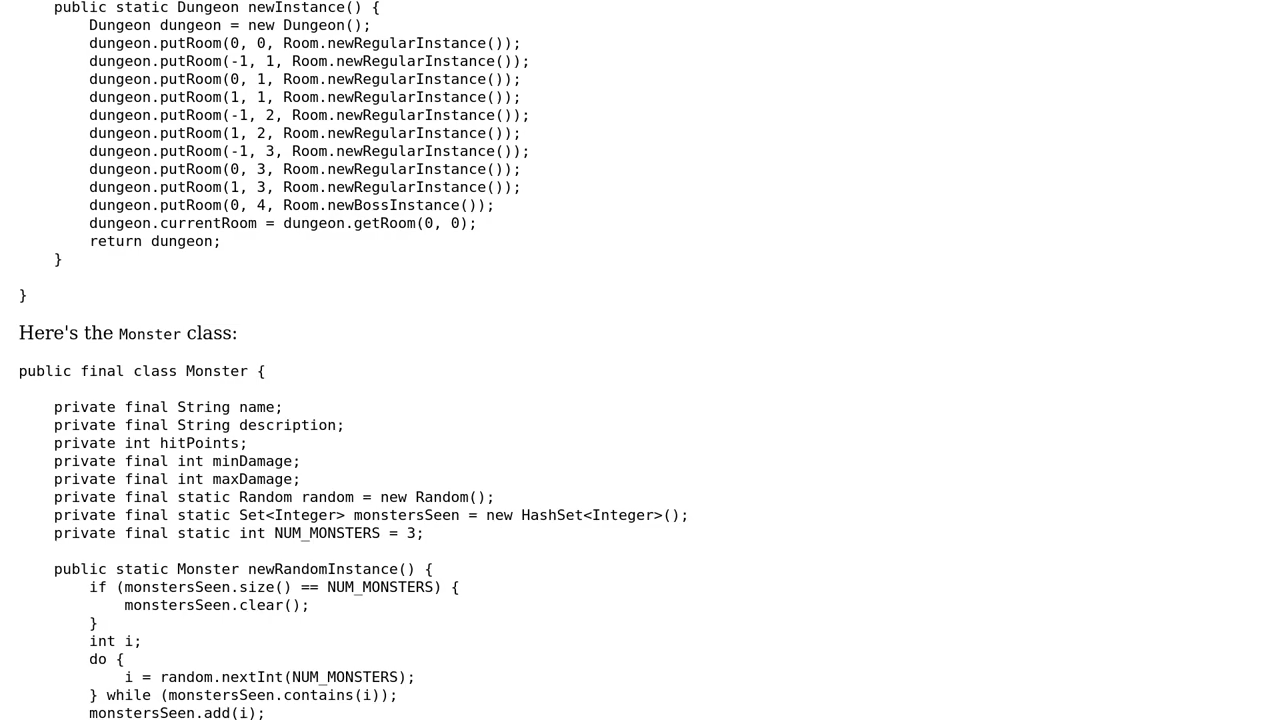 public static Dungeon newInstance() {
        Dungeon dungeon = new Dungeon();
        dungeon.putRoom(0, 0, Room.newRegularInstance());
        dungeon.putRoom(-1, 1, Room.newRegularInstance());
        dungeon.putRoom(0, 1, Room.newRegularInstance());
        dungeon.putRoom(1, 1, Room.newRegularInstance());
        dungeon.putRoom(-1, 2, Room.newRegularInstance());
        dungeon.putRoom(1, 2, Room.newRegularInstance());
        dungeon.putRoom(-1, 3, Room.newRegularInstance());
        dungeon.putRoom(0, 3, Room.newRegularInstance());
        dungeon.putRoom(1, 3, Room.newRegularInstance());
        dungeon.putRoom(0, 4, Room.newBossInstance());
        dungeon.currentRoom = dungeon.getRoom(0, 0);
        return dungeon;
    }
}
Here's the Monster class:
public final class Monster {
    private final String name;
    private final String description;
    private int hitPoints;
    private final int minDamage;
    private final int maxDamage;
    private final static Random random = new Random();
    private final static Set<Integer> monstersSeen = new HashSet<Integer>();
    private final static int NUM_MONSTERS = 3;
    public static Monster newRandomInstance() {
        if (monstersSeen.size() == NUM_MONSTERS) {
            monstersSeen.clear();
        }
        int i;
        do {
            i = random.nextInt(NUM_MONSTERS);
        } while (monstersSeen.contains(i));
        monstersSeen.add(i);